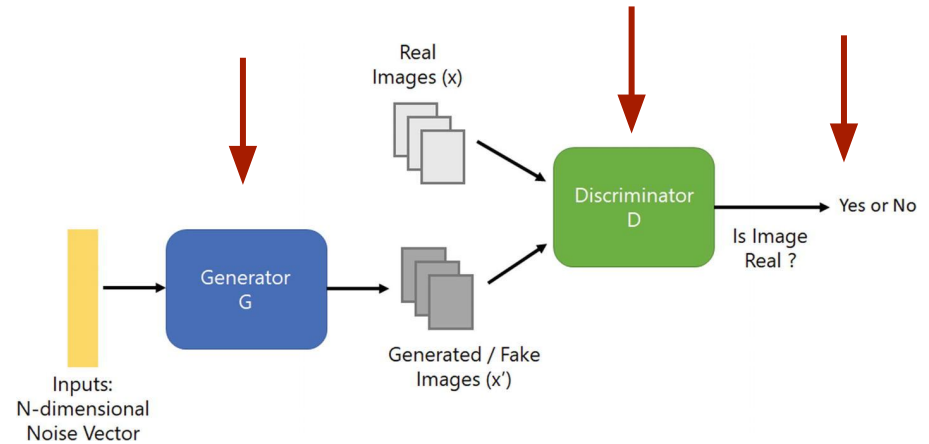 Real
Images (x)
Discriminator
D
Yes or No
Is Image
Real ?
Generator
G
Generated / Fake
Images (x’)
Inputs:
N-dimensional
Noise Vector